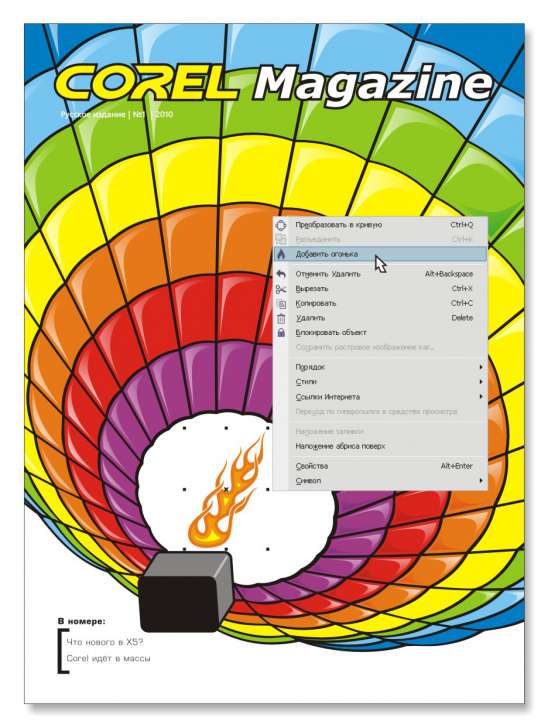 COREL Magazine
Русское издание | №1 | 2010
Преобразовать в кривую Ctrl+Q
Разъединить Ctrl+K
Добавить огонька
Отменить Удалить Alt+Backspace
Вырезать Ctrl+X
Копировать Ctrl+C
Удалить Delete
Блокировать объект
Сохранить растровое изображение как...
Порядок
Стили
Ссылки Интернета
Переход по гиперссылке в средстве просмотра
Наложение заливки
Наложение абриса поверх
Свойства Alt+Enter
Символ
В номере:
Что нового в X5?
Corel идёт в массы